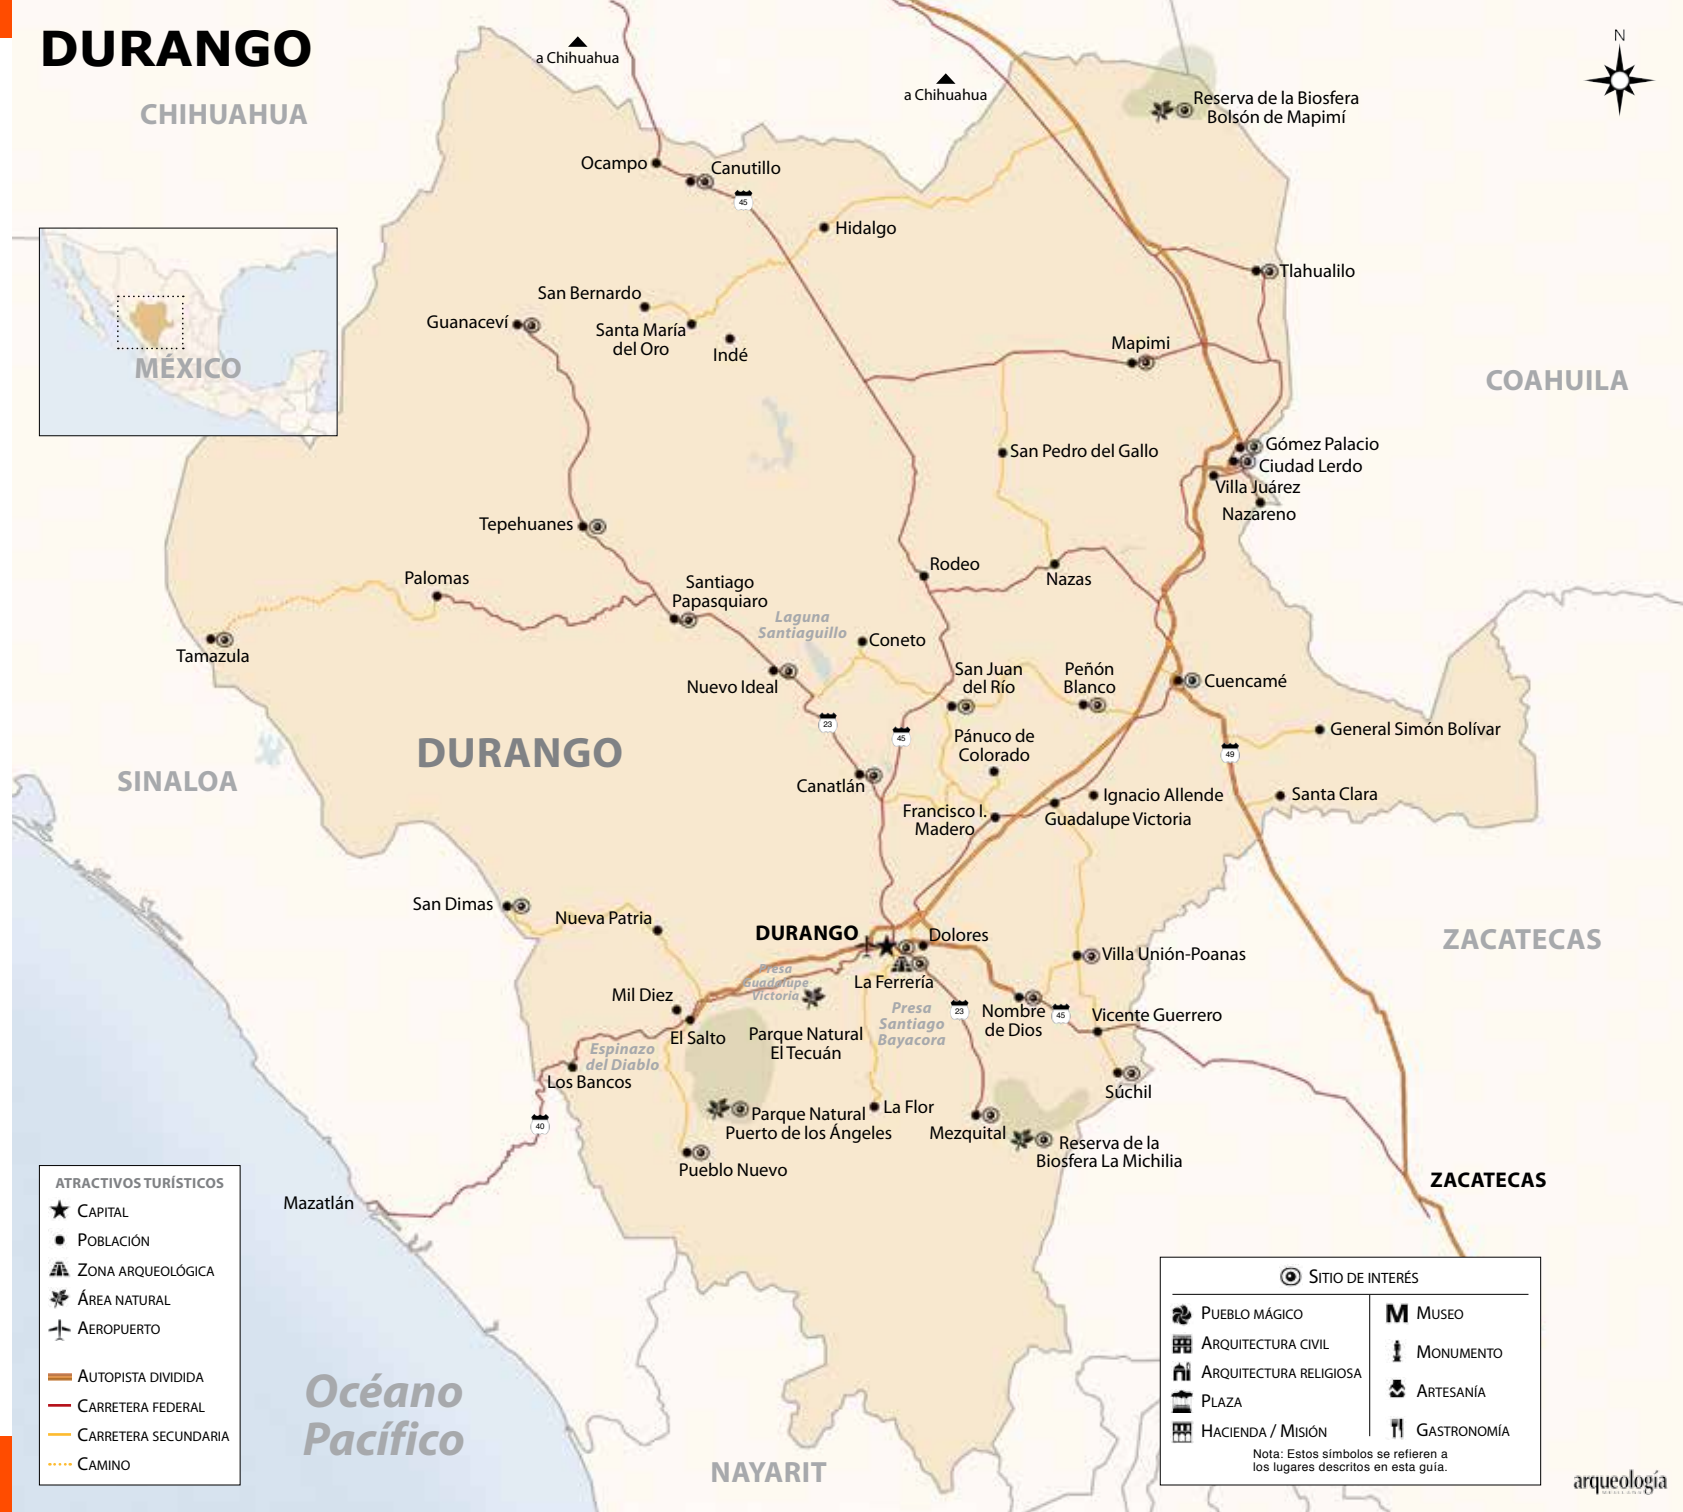 DURANGO
CHIHUAHUA
a Chihuahua
a Chihuahua
N
Reserva de la Biosfera
Bolsón de Mapimí
Ocampo
Canutillo
45
Hidalgo
Tlahualilo
San Bernardo
Guanaceví
Santa María
del Oro
Indé
Mapimi
MÉXICO
COAHUILA
San Pedro del Gallo
Gómez Palacio
Ciudad Lerdo
Villa Juárez
Nazareno
Tepehuanes
Rodeo
Nazas
Palomas
Santiago
Papasquiaro
Laguna
Santiaguillo
Coneto
Tamazula
San Juan
del Río
Peñón
Blanco
Nuevo Ideal
Cuencamé
23
45
Pánuco de
Colorado
General Simón Bolívar
49
DURANGO
SINALOA
Canatlán
Ignacio Allende
Santa Clara
Francisco I.
Madero
Guadalupe Victoria
San Dimas
Nueva Patria
DURANGO
Dolores
ZACATECAS
Villa Unión-Poanas
Presa
Guadalupe
Victoria
La Ferrería
Mil Diez
El Salto
Parque Natural
El Tecuán
Presa
Santiago
Bayacora
23
Nombre
de Dios
45
Vicente Guerrero
Espinazo
del Diablo
Los Bancos
Súchil
40
Parque Natural
Puerto de los Ángeles
La Flor
Mezquital
Reserva de la
Biosfera La Michilia
Pueblo Nuevo
ZACATECAS
Mazatlán
ATRACTIVOS TURÍSTICOS
CAPITAL
POBLACIÓN
ZONA ARQUEOLÓGICA
ÁREA NATURAL
AEROPUERTO
AUTOPISTA DIVIDIDA
CARRETERA FEDERAL
CARRETERA SECUNDARIA
CAMINO
Océano
Pacífico
NAYARIT
SITIO DE INTERÉS
PUEBLO MÁGICO
ARQUITECTURA CIVIL
ARQUITECTURA RELIGIOSA
PLAZA
HACIENDA / MISIÓN
M MUSEO
MONUMENTO
ARTESANÍA
GASTRONOMÍA
Nota: Estos símbolos se refieren a
los lugares descritos en esta guía.
arqueología